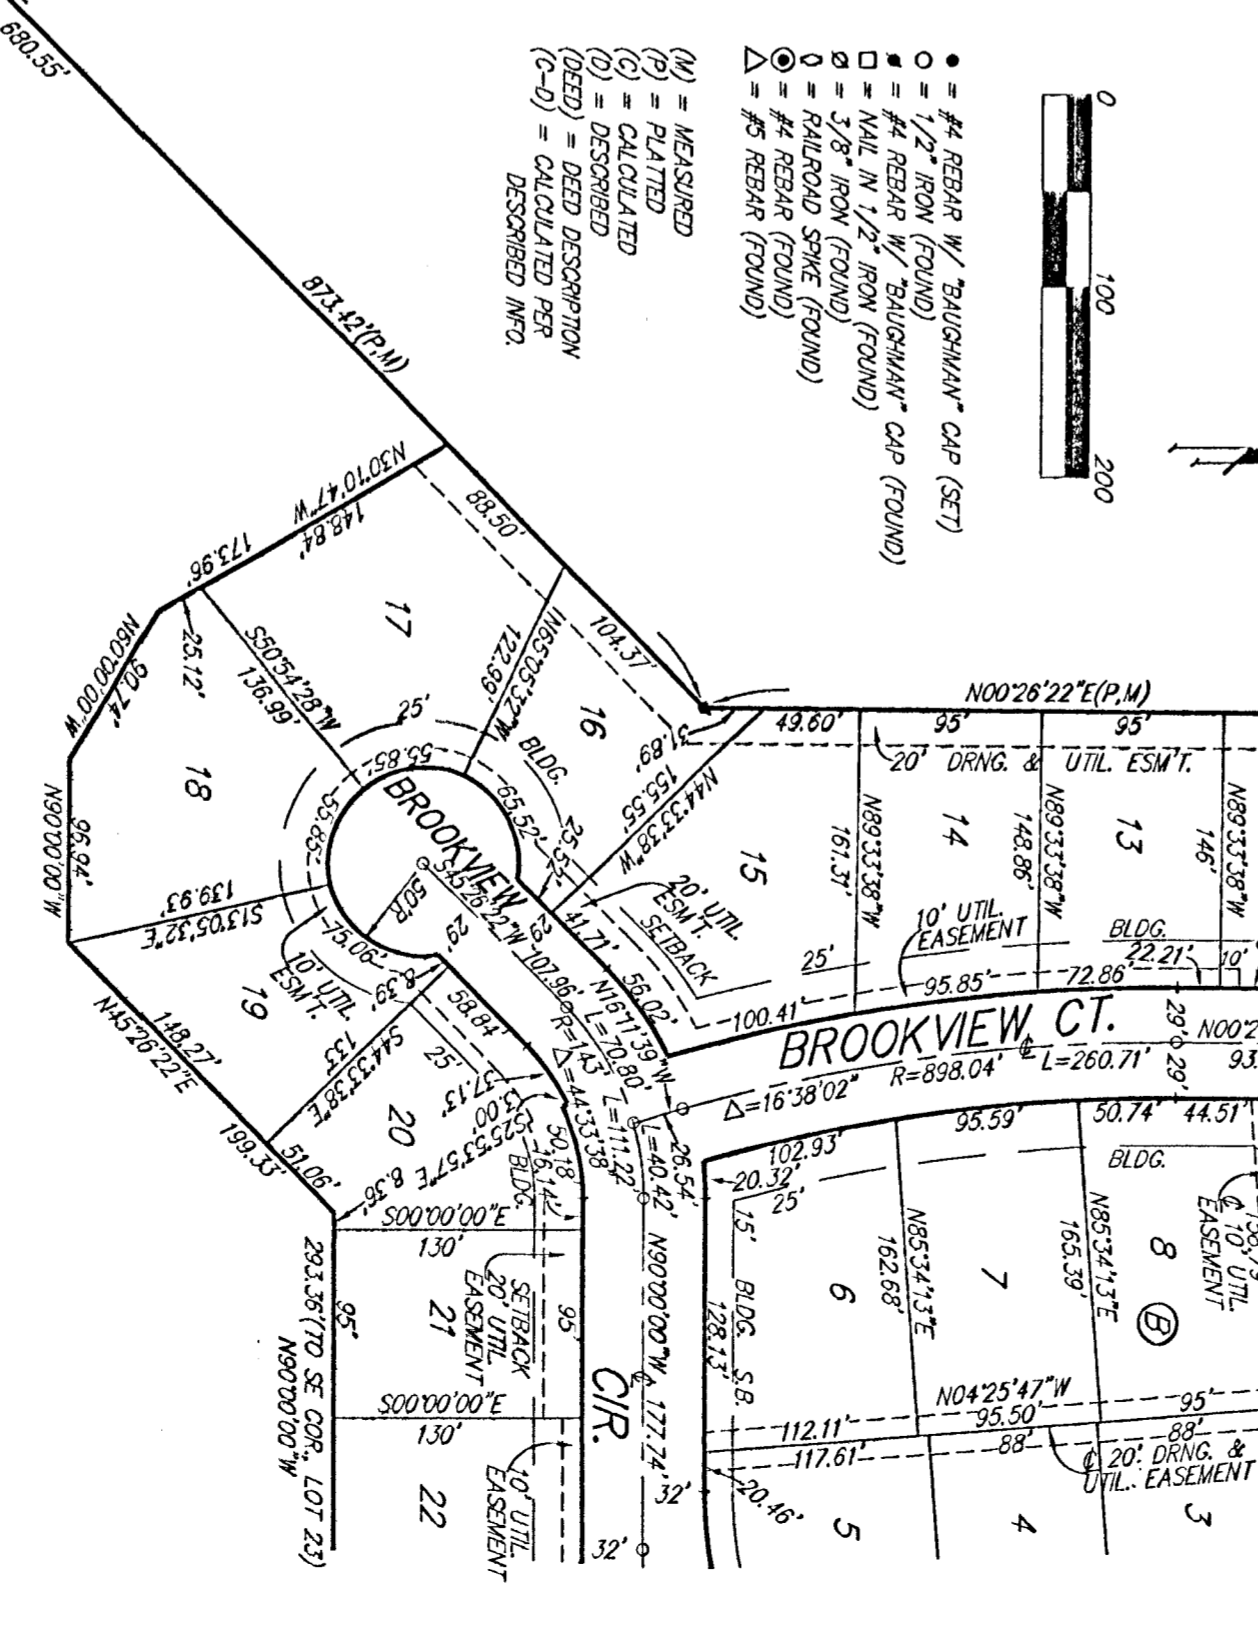 680.55'
873.42'(P,M)
0
100
200
● = #4 REBAR W/ "BAUGHMAN" CAP (SET)
○ = 1/2" IRON (FOUND)
= #4 REBAR W/ "BAUGHMAN" CAP (FOUND)
□ = NAIL IN 1/2" IRON (FOUND)
= 3/8" IRON (FOUND)
= RAILROAD SPIKE (FOUND)
= #4 REBAR (FOUND)
△ = #5 REBAR (FOUND)
(M) = MEASURED
(P) = PLATTED
(C) = CALCULATED
(D) = DESCRIBED
(DEED) = DEED DESCRIPTION
(C-D) = CALCULATED PER
DESCRIBED INFO.
N30°10'47"W
148.84'
173.96'
88.50'
17
104.37'
N65°05'32"W
122.99'
16
BLDG.
25.12'
N60°00'00"W
90.74'
S50°54'28"W
136.99'
25'
55.85'
65.52'
31.89'
155.55'
N44°33'38"W
25.52'
18
55.85'
BROOKVIEW
N90°00'00"W
96.94'
139.93'
S13°05'32"E
50'R
S45°26'22"W
107.96'
29'
29'
75.06'
8.39'
10' UTIL
ESM'T.
19
N45°26'22"E
148.27'
199.33'
133'
S44°33'38"E
58.84'
25'
37.13'
41.71'
56.02'
20' UTIL.
ESM'T.
SETBACK
N16°11'39"W
L=70.80'
R=143'
L=111.22'
Δ=44°33'38"
N00°26'22"E(P,M)
49.60'
95'
95'
20' DRNG. & UTIL. ESM'T.
15
161.31'
N89°33'38"W
14
148.86'
N89°33'38"W
13
146'
N89°33'38"W
10' UTIL.
EASEMENT
BLDG.
25'
22.21'
10'
100.41'
95.85'
72.86'
BROOKVIEW CT.
Δ=16°38'02"
R=898.04'
L=260.71'
29'
29'
N00°2
93.
26.54'
L=40.42'
20
51.06'
8.36'
S25°53'57"E
50.18'
BLDG.
16.14'
102.93'
95.59'
50.74'
44.51'
20.32'
25'
BLDG.
S00°00'00"E
130'
21
95'
95'
SETBACK
20' UTIL.
EASEMENT
S00°00'00"E
130'
22
10' UTIL.
EASEMENT
293.36'(TO SE COR., LOT 23)
N90°00'00"W
CIR.
N90°00'00"W
177.74'
32'
32'
15' BLDG. S.B.
128.13'
6
162.68'
N85°34'13"E
7
165.39'
N85°34'13"E
8
B
10' UTIL.
EASEMENT
N04°25'47"W
112.11'
95.50'
95'
117.61'
88'
88'
20' DRNG. &
UTIL. EASEMENT
20.46'
5
4
3